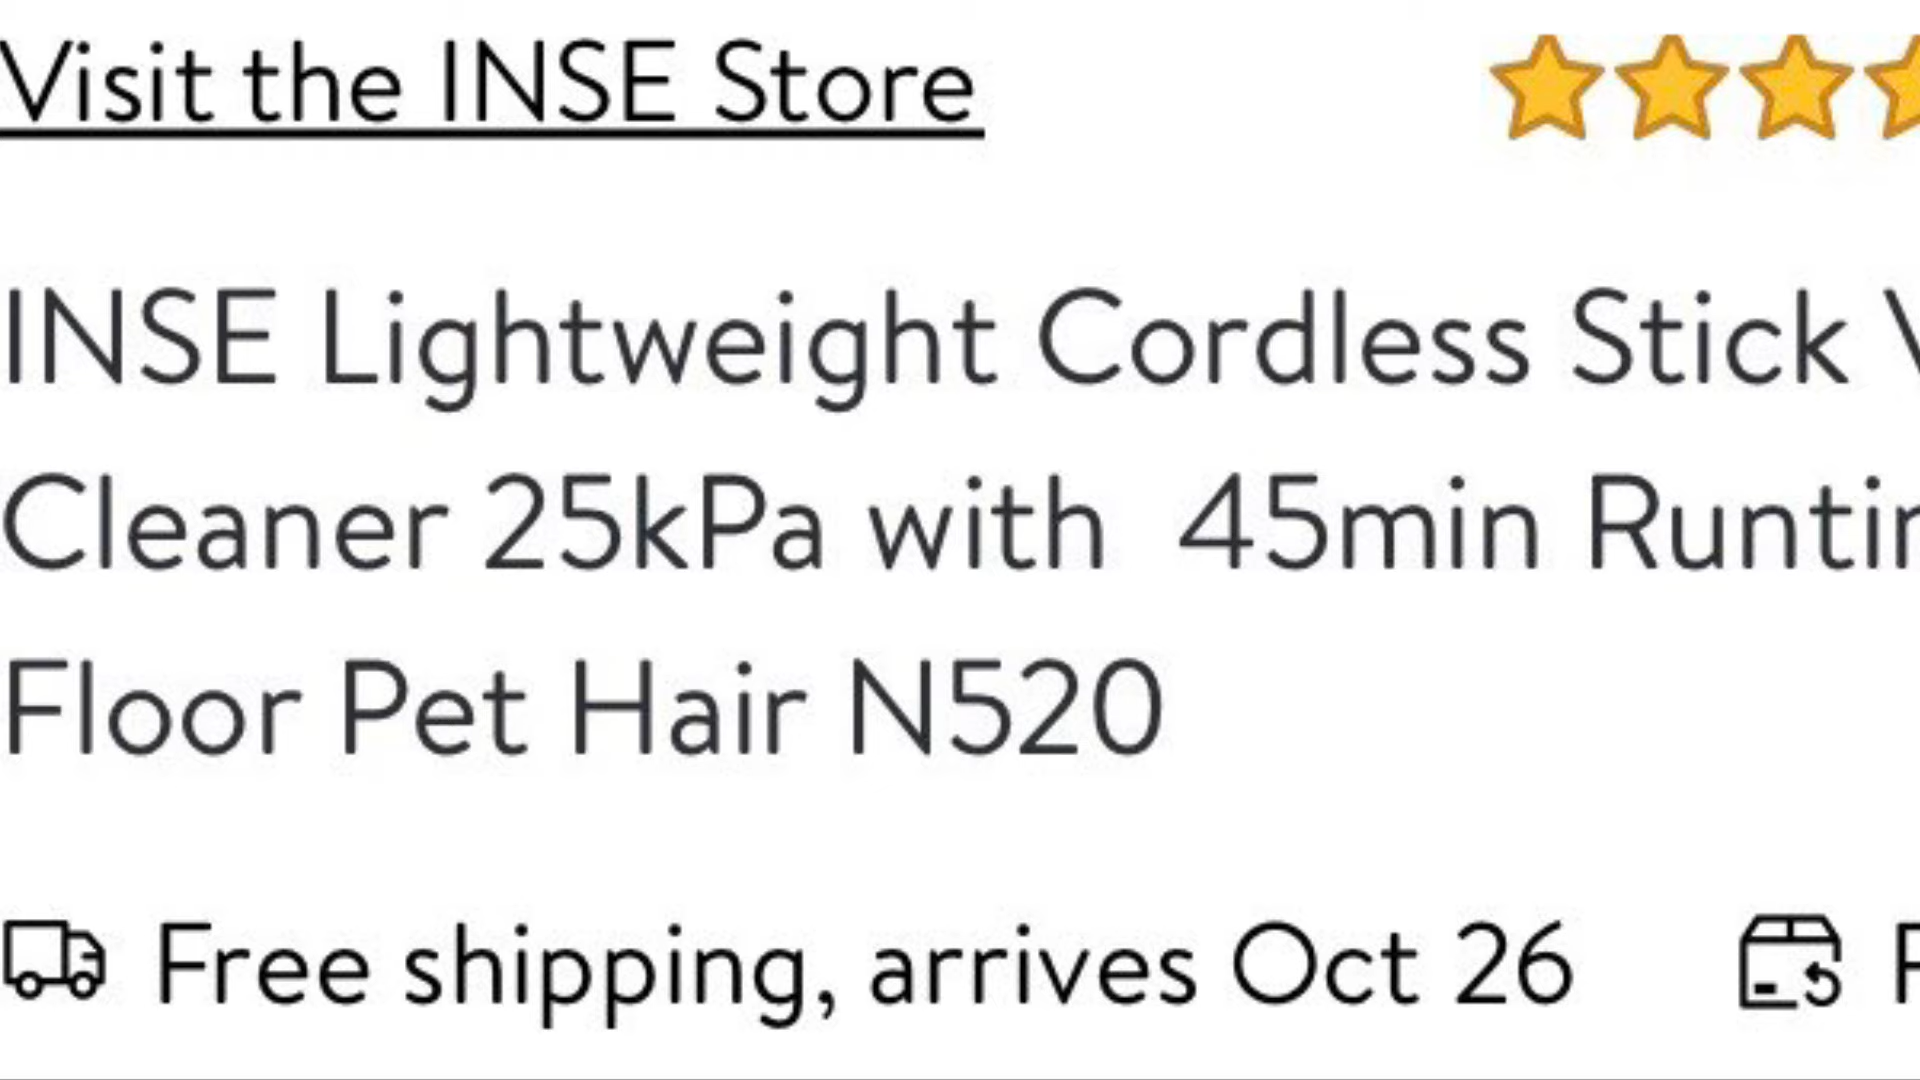 Visit the INSE Store
INSE Lightweight Cordless Stick
Cleaner 25kPa with  45min
Floor Pet Hair N520
Free shipping, arrives Oct 26